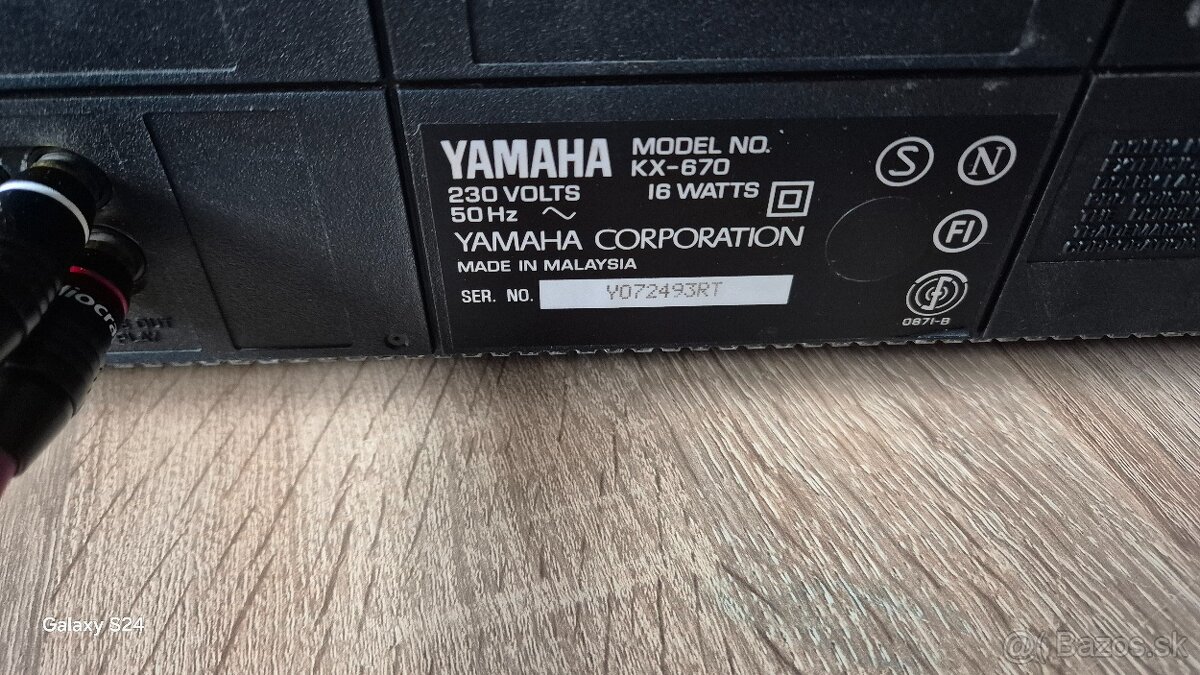 YAMAHA MODEL NO.
KX-670
230 VOLTS 16 WATTS
50 Hz
YAMAHA CORPORATION
MADE IN MALAYSIA
SER. NO. Y072493RT
S
N
FI
0871-B
Galaxy S24
Bazos.sk